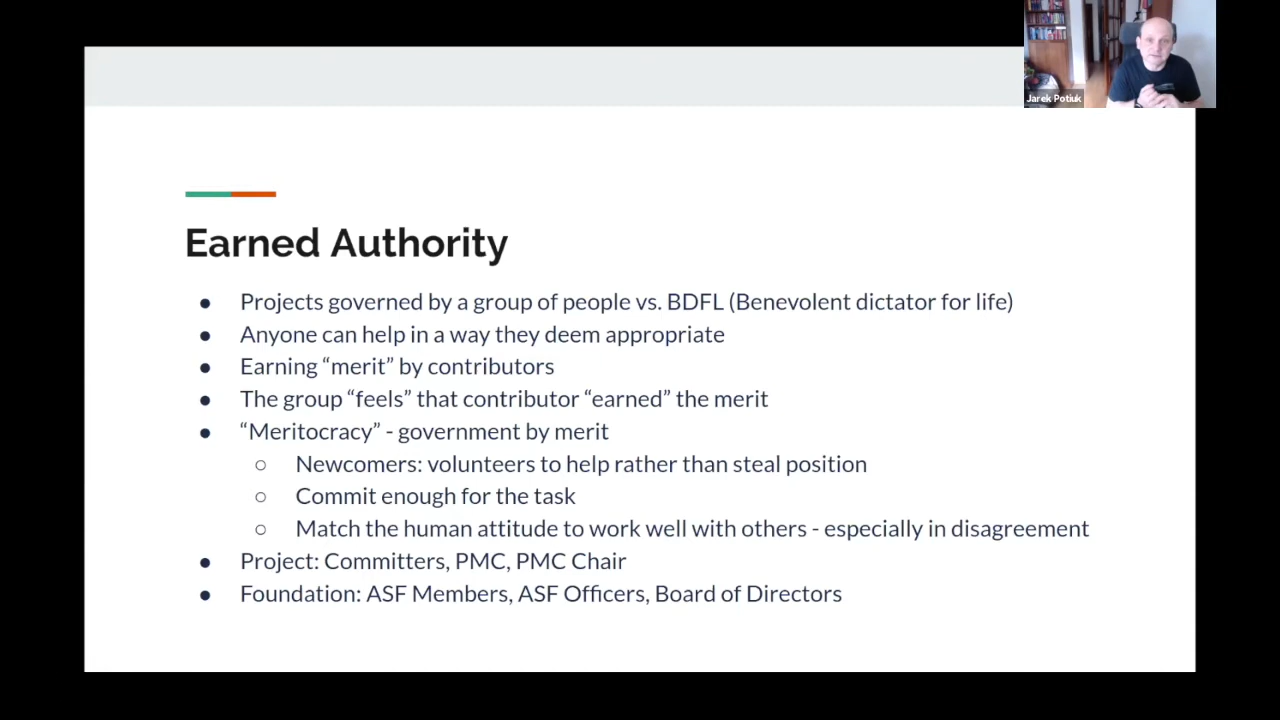 Jarek Potiuk
Earned Authority
● Projects governed by a group of people vs. BDFL (Benevolent dictator for life)
● Anyone can help in a way they deem appropriate
● Earning “merit” by contributors
● The group “feels” that contributor “earned” the merit
● “Meritocracy” - government by merit
○ Newcomers: volunteers to help rather than steal position
○ Commit enough for the task
○ Match the human attitude to work well with others - especially in disagreement
● Project: Committers, PMC, PMC Chair
● Foundation: ASF Members, ASF Officers, Board of Directors